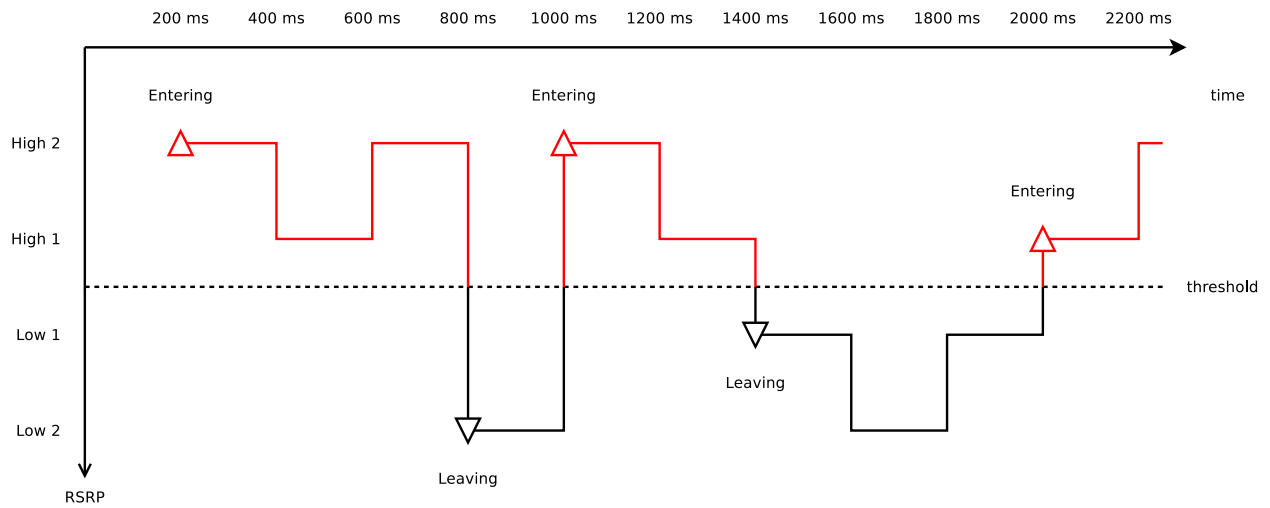 200 ms 400 ms 600 ms 800 ms 1000 ms 1200 ms 1400 ms 1600 ms 1800 ms 2000 ms 2200 ms
Entering Entering time
High 2
Entering
High 1
threshold
Low 1
Leaving
Low 2
Leaving
RSRP